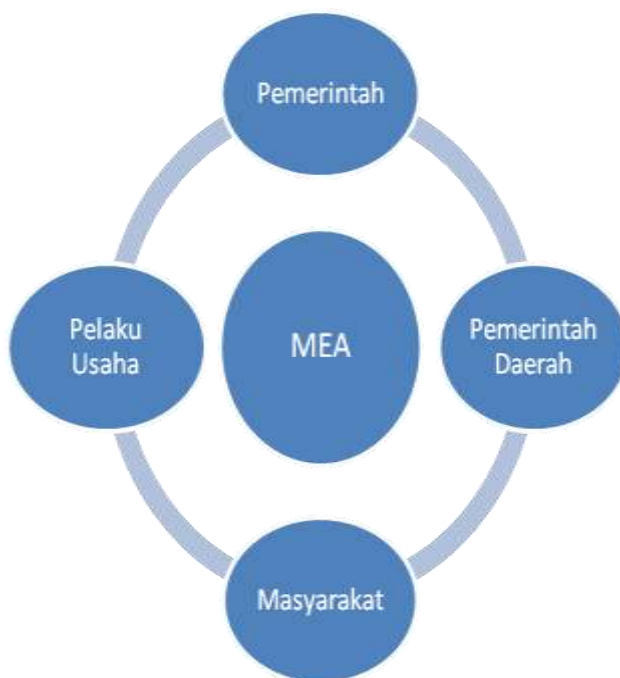 Pemerintah
Pelaku
Usaha
MEA
Pemerintah
Daerah
Masyarakat